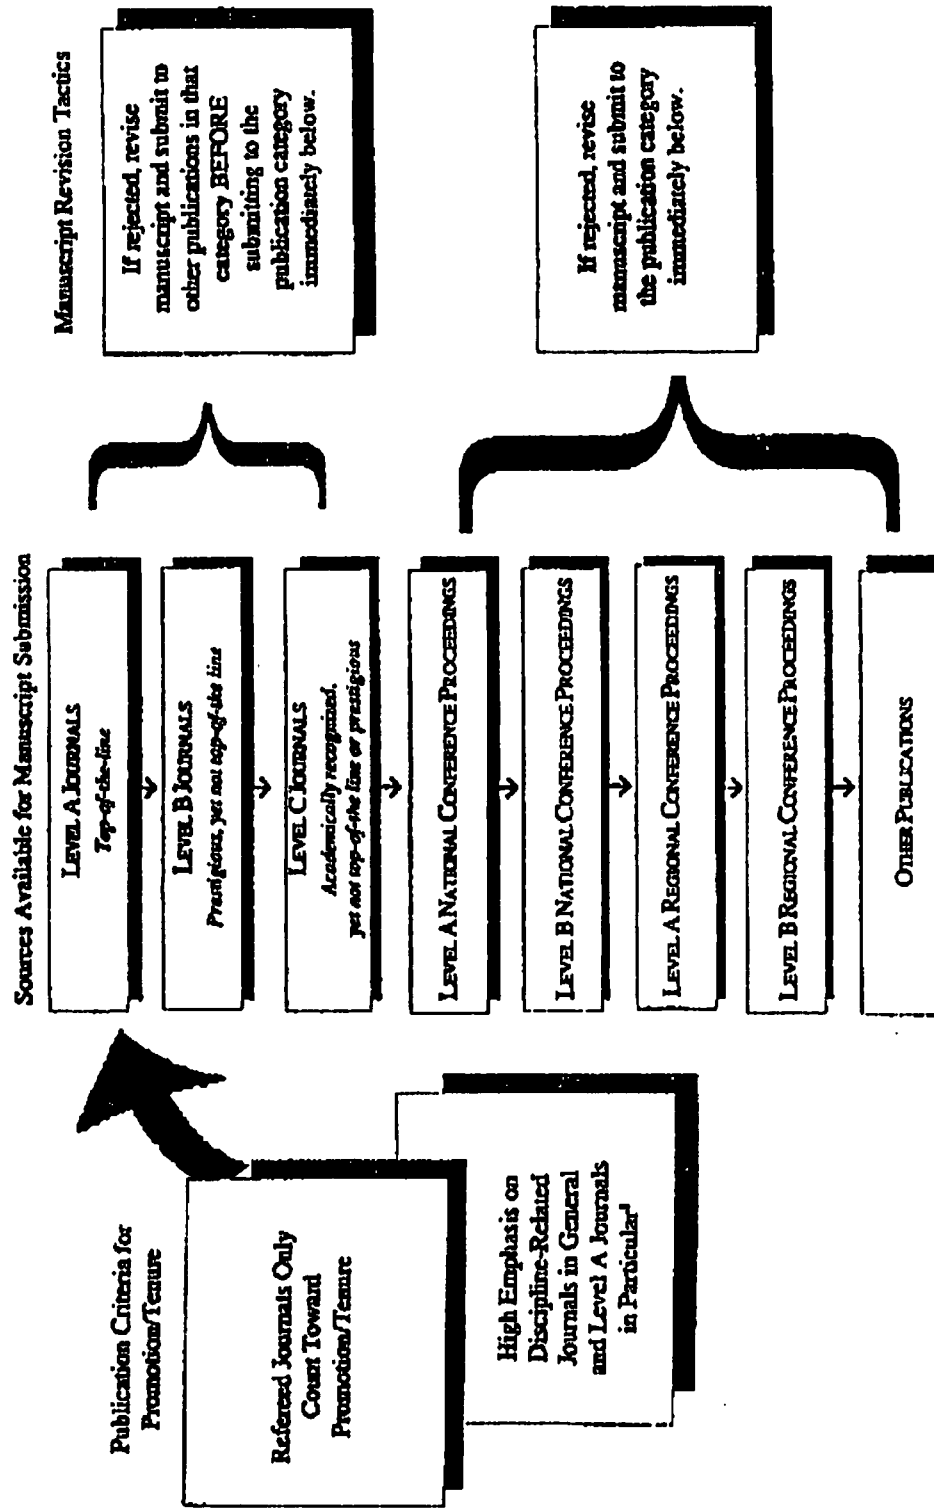 Publication Criteria for
Promotion/Tenure
Refereed Journals Only
Count Toward
Promotion/Tenure
High Emphasis on
Discipline-Related
Journals in General
and Level A Journals
in Particular¹
Sources Available for Manuscript Submission
LEVEL A JOURNALS
Top-of-the-line
LEVEL B JOURNALS
Prestigious, yet not top-of-the line
LEVEL C JOURNALS
Academically recognized,
yet not top-of-the line or prestigious
LEVEL A NATIONAL CONFERENCE PROCEEDINGS
LEVEL B NATIONAL CONFERENCE PROCEEDINGS
LEVEL A REGIONAL CONFERENCE PROCEEDINGS
LEVEL B REGIONAL CONFERENCE PROCEEDINGS
OTHER PUBLICATIONS
Manuscript Revision Tactics
If rejected, revise
manuscript and submit to
other publications in that
category BEFORE
submitting to the
publication category
immediately below.
If rejected, revise
manuscript and submit to
the publication category
immediately below.